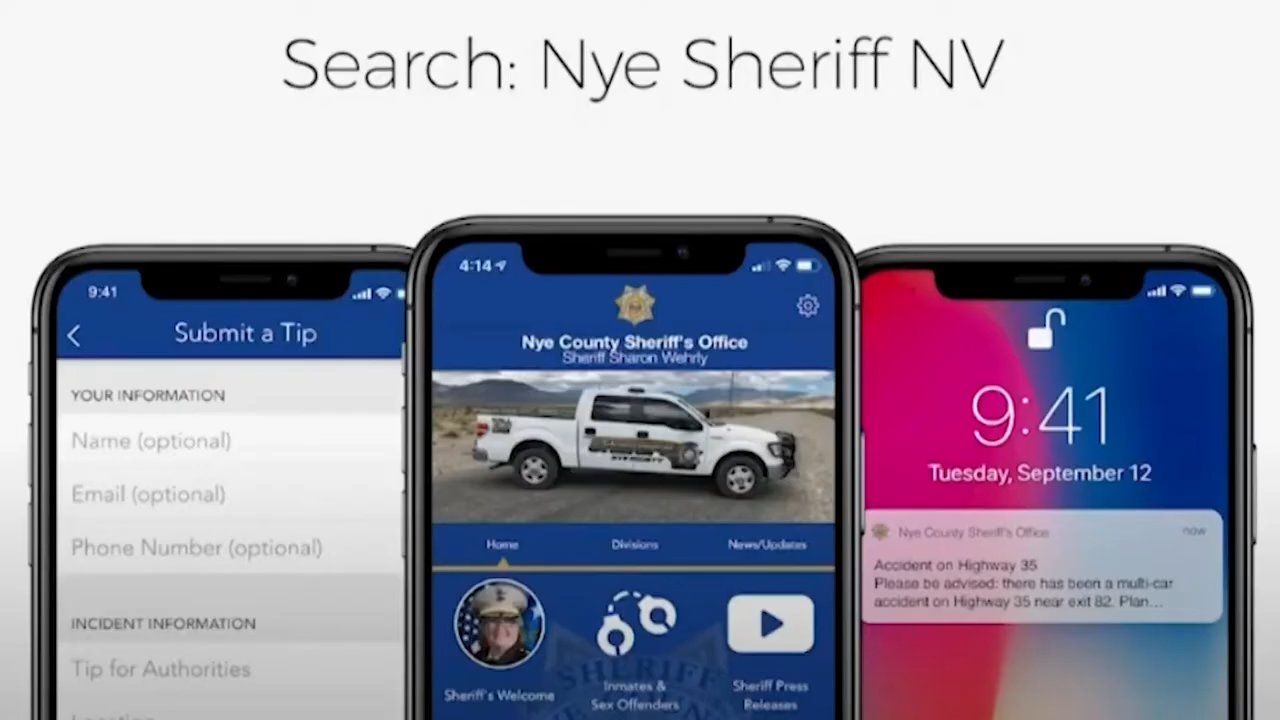 Search: Nye Sheriff NV
9:41
Submit a Tip
YOUR INFORMATION
Name (optional)
Email (optional)
Phone Number (optional)
INCIDENT INFORMATION
Tip for Authorities
4:14
Nye County Sheriff's Office
Sheriff Sharon Wehrly
Home
Divisions
News/Updates
Sheriff's Welcome
Inmates &
Sex Offenders
Sheriff Press
Releases
SHERIFF
9:41
Tuesday, September 12
Nye County Sheriff's Office
now
Accident on Highway 35
Please be advised: there has been a multi-car
accident on Highway 35 near exit 82. Plan...